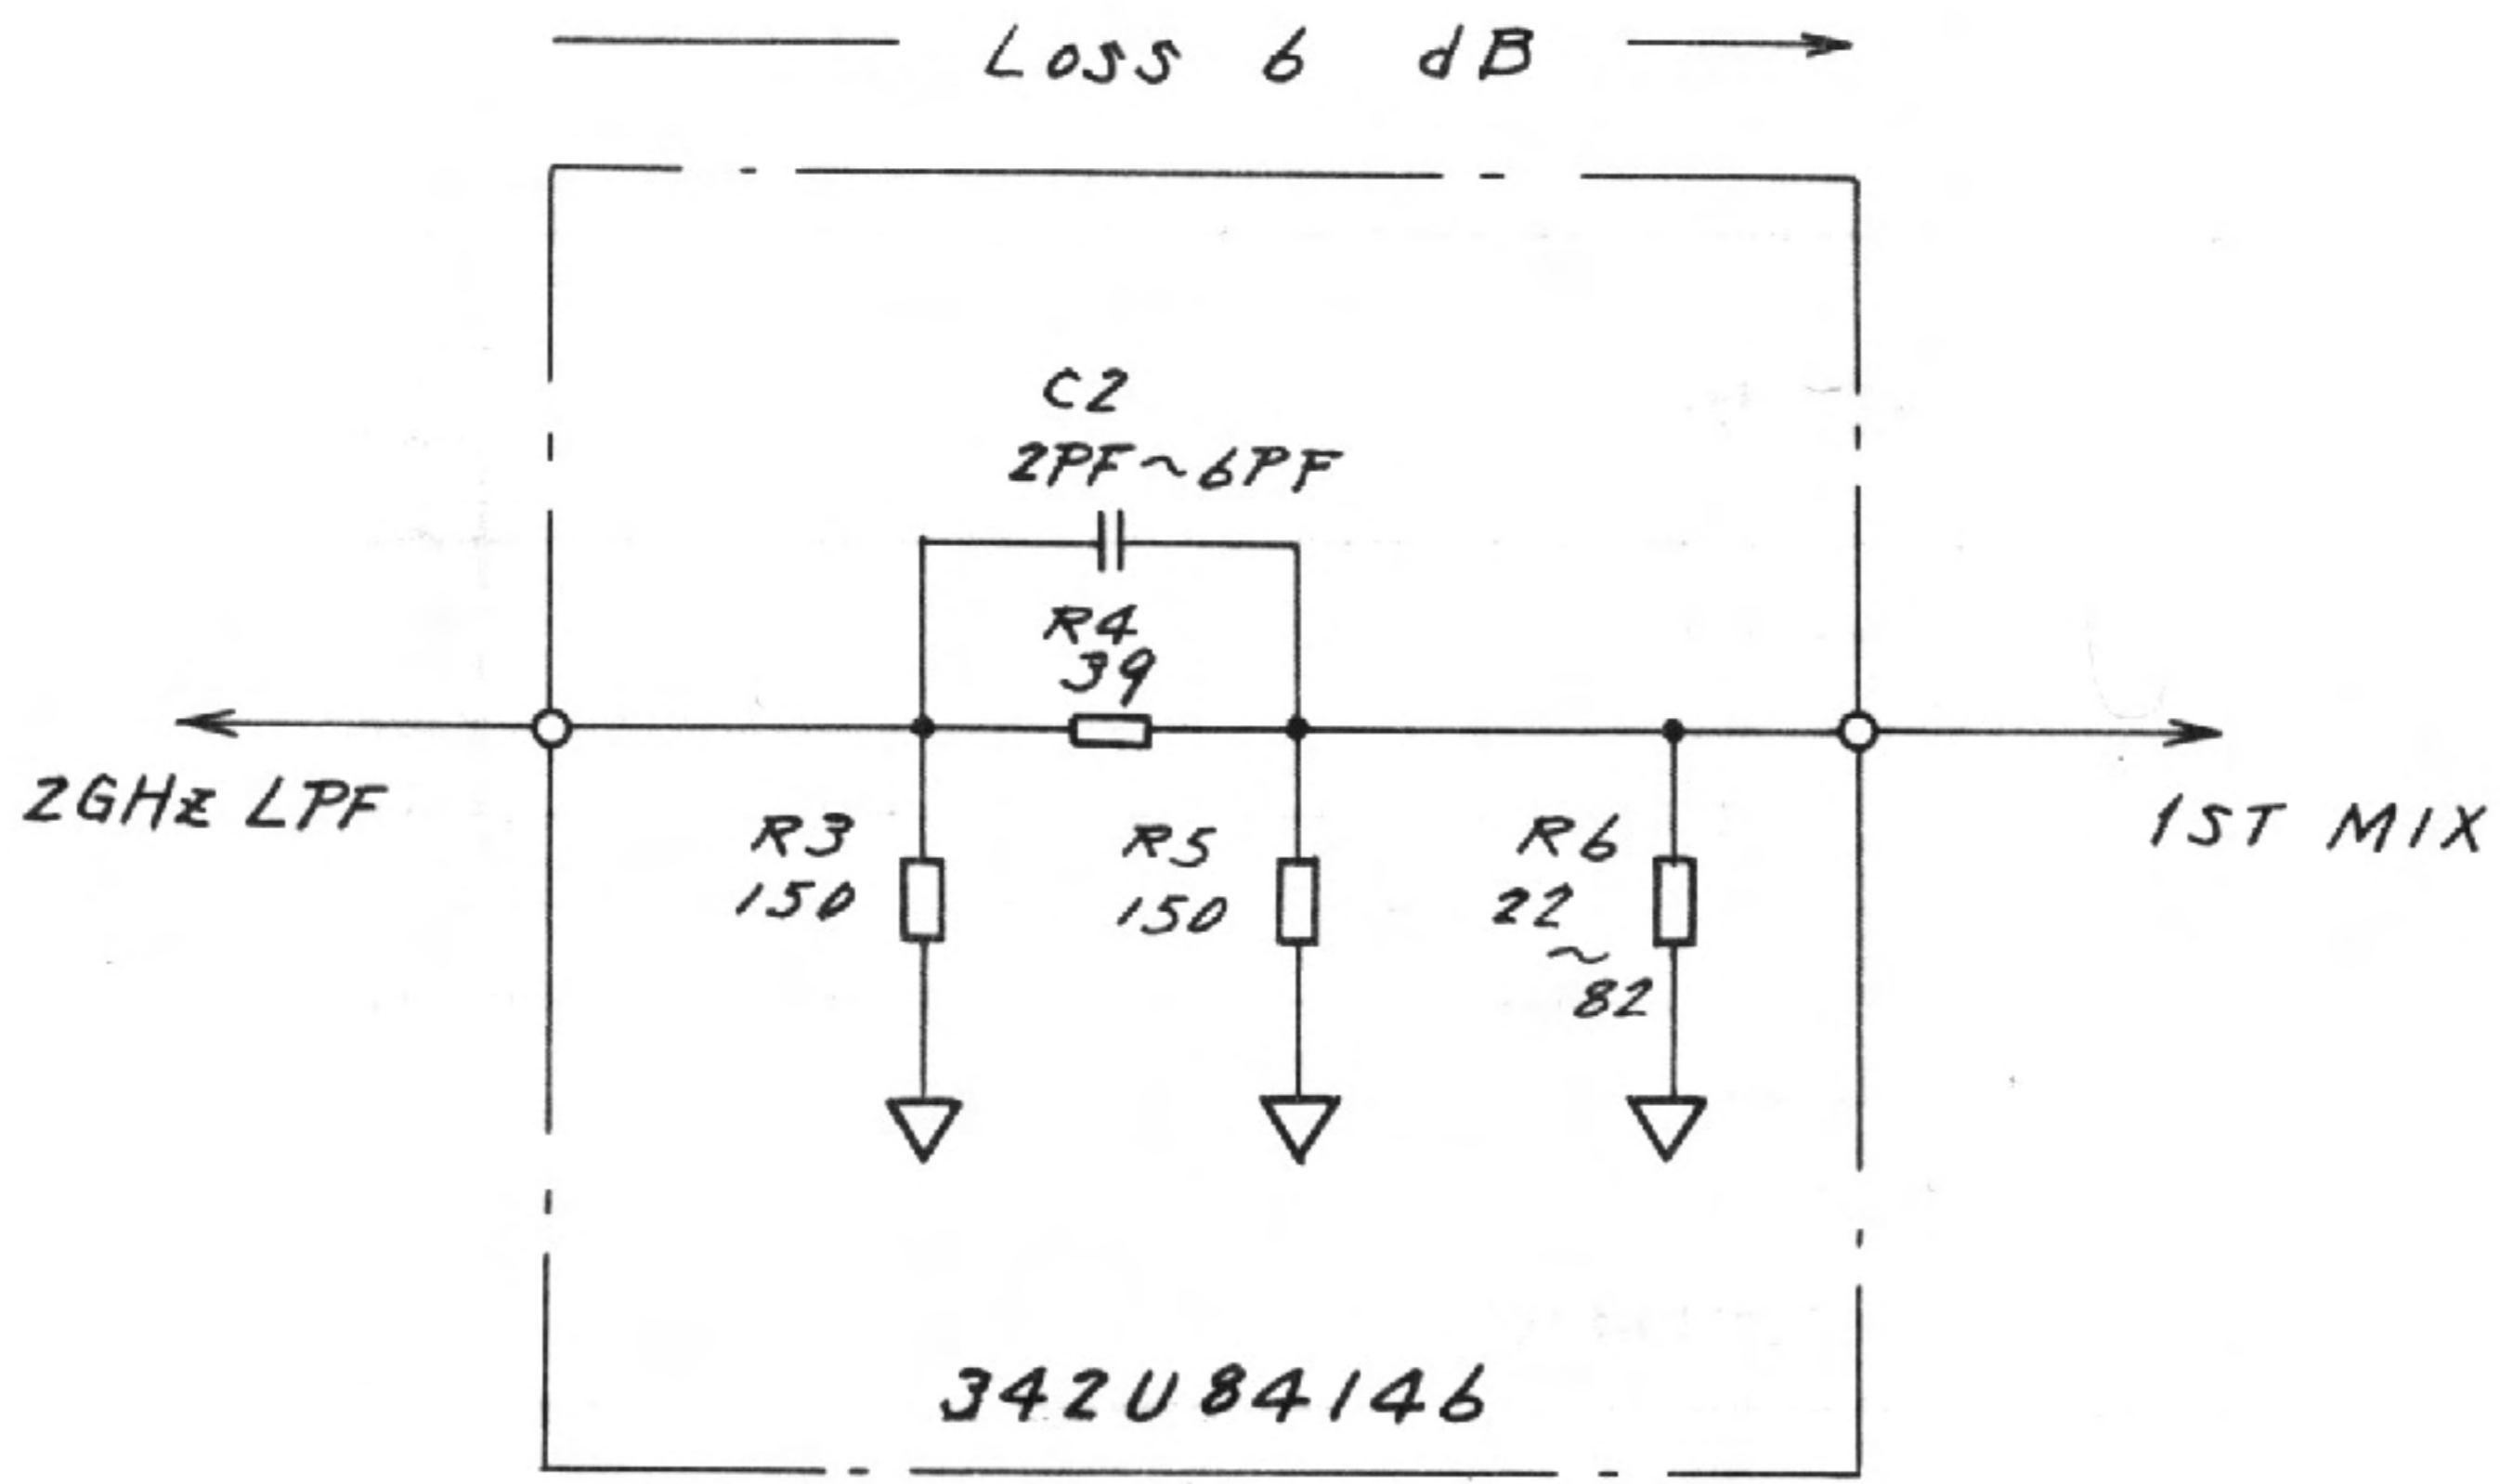 Loss 6 dB
C2
2PF~6PF
R4
39
2GHz LPF
R3
150
R5
150
R6
22
~
82
1ST MIX
342U84146